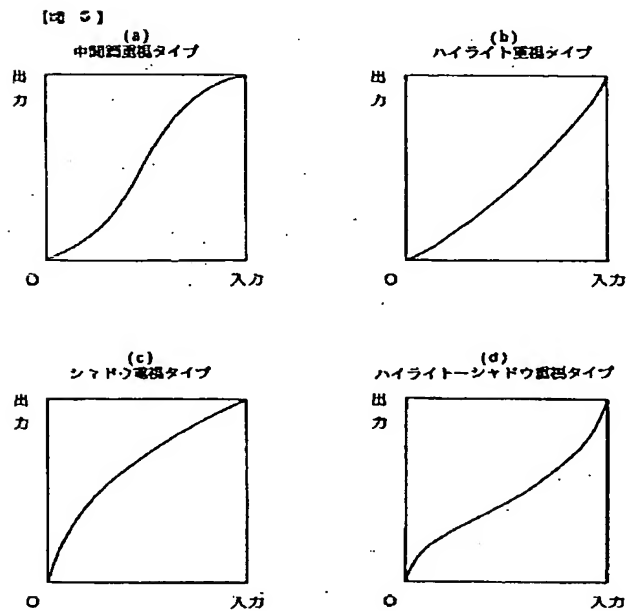 (a)
中間調重視タイプ
出力
O
入力
(b)
ハイライト重視タイプ
出力
O
入力
(c)
シャドウ重視タイプ
出力
O
入力
(d)
ハイライトーシャドウ重視タイプ
出力
O
入力